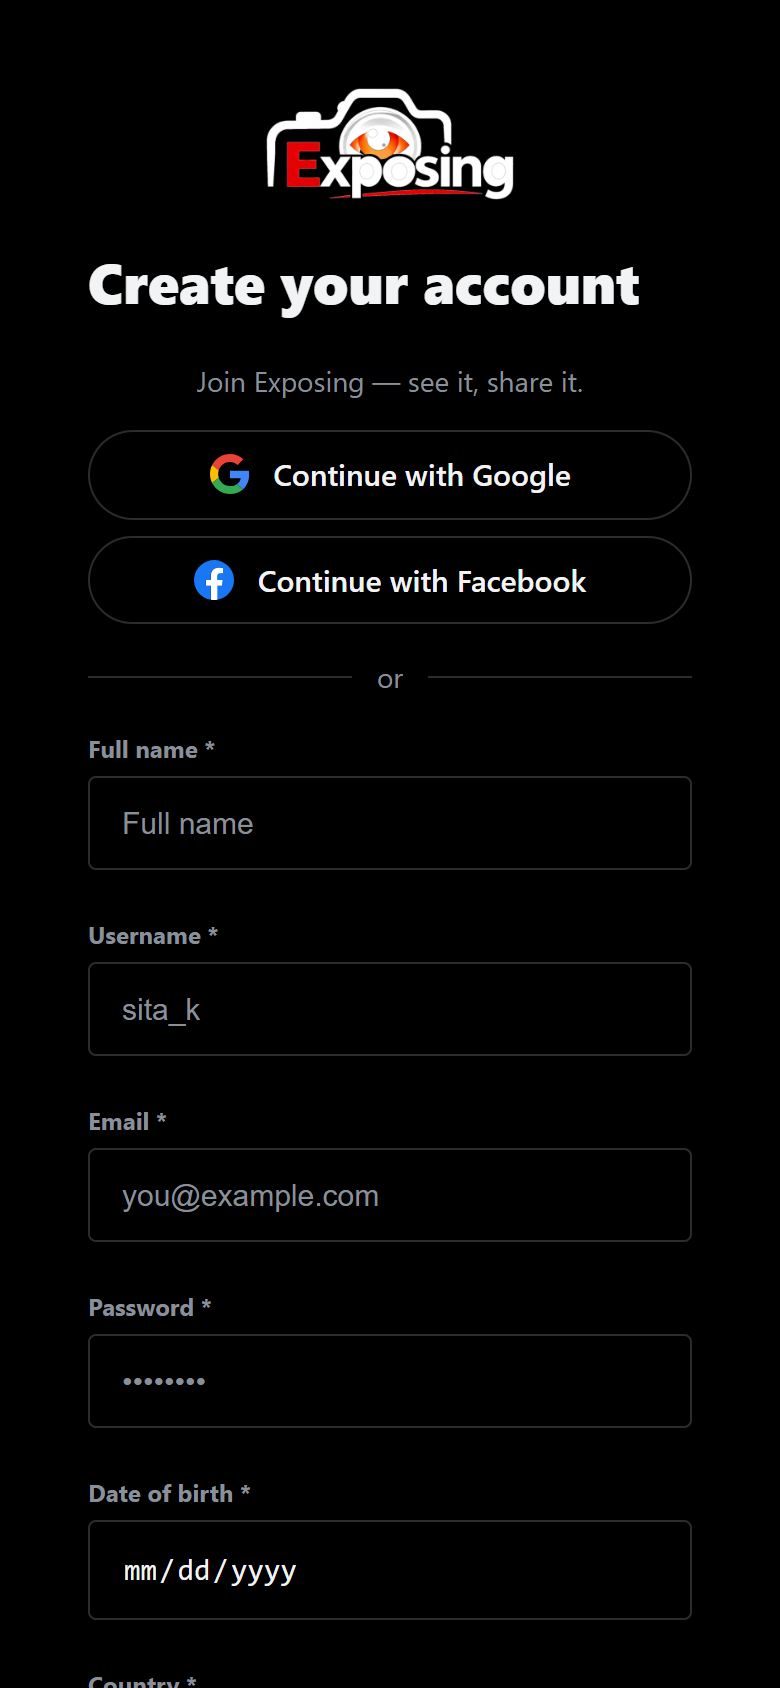 Exposing
Create your account
Join Exposing — see it, share it.
Continue with Google
Continue with Facebook
or
Full name *
Full name
Username *
sita_k
Email *
you@example.com
Password *
••••••••
Date of birth *
mm/dd/yyyy
Country *